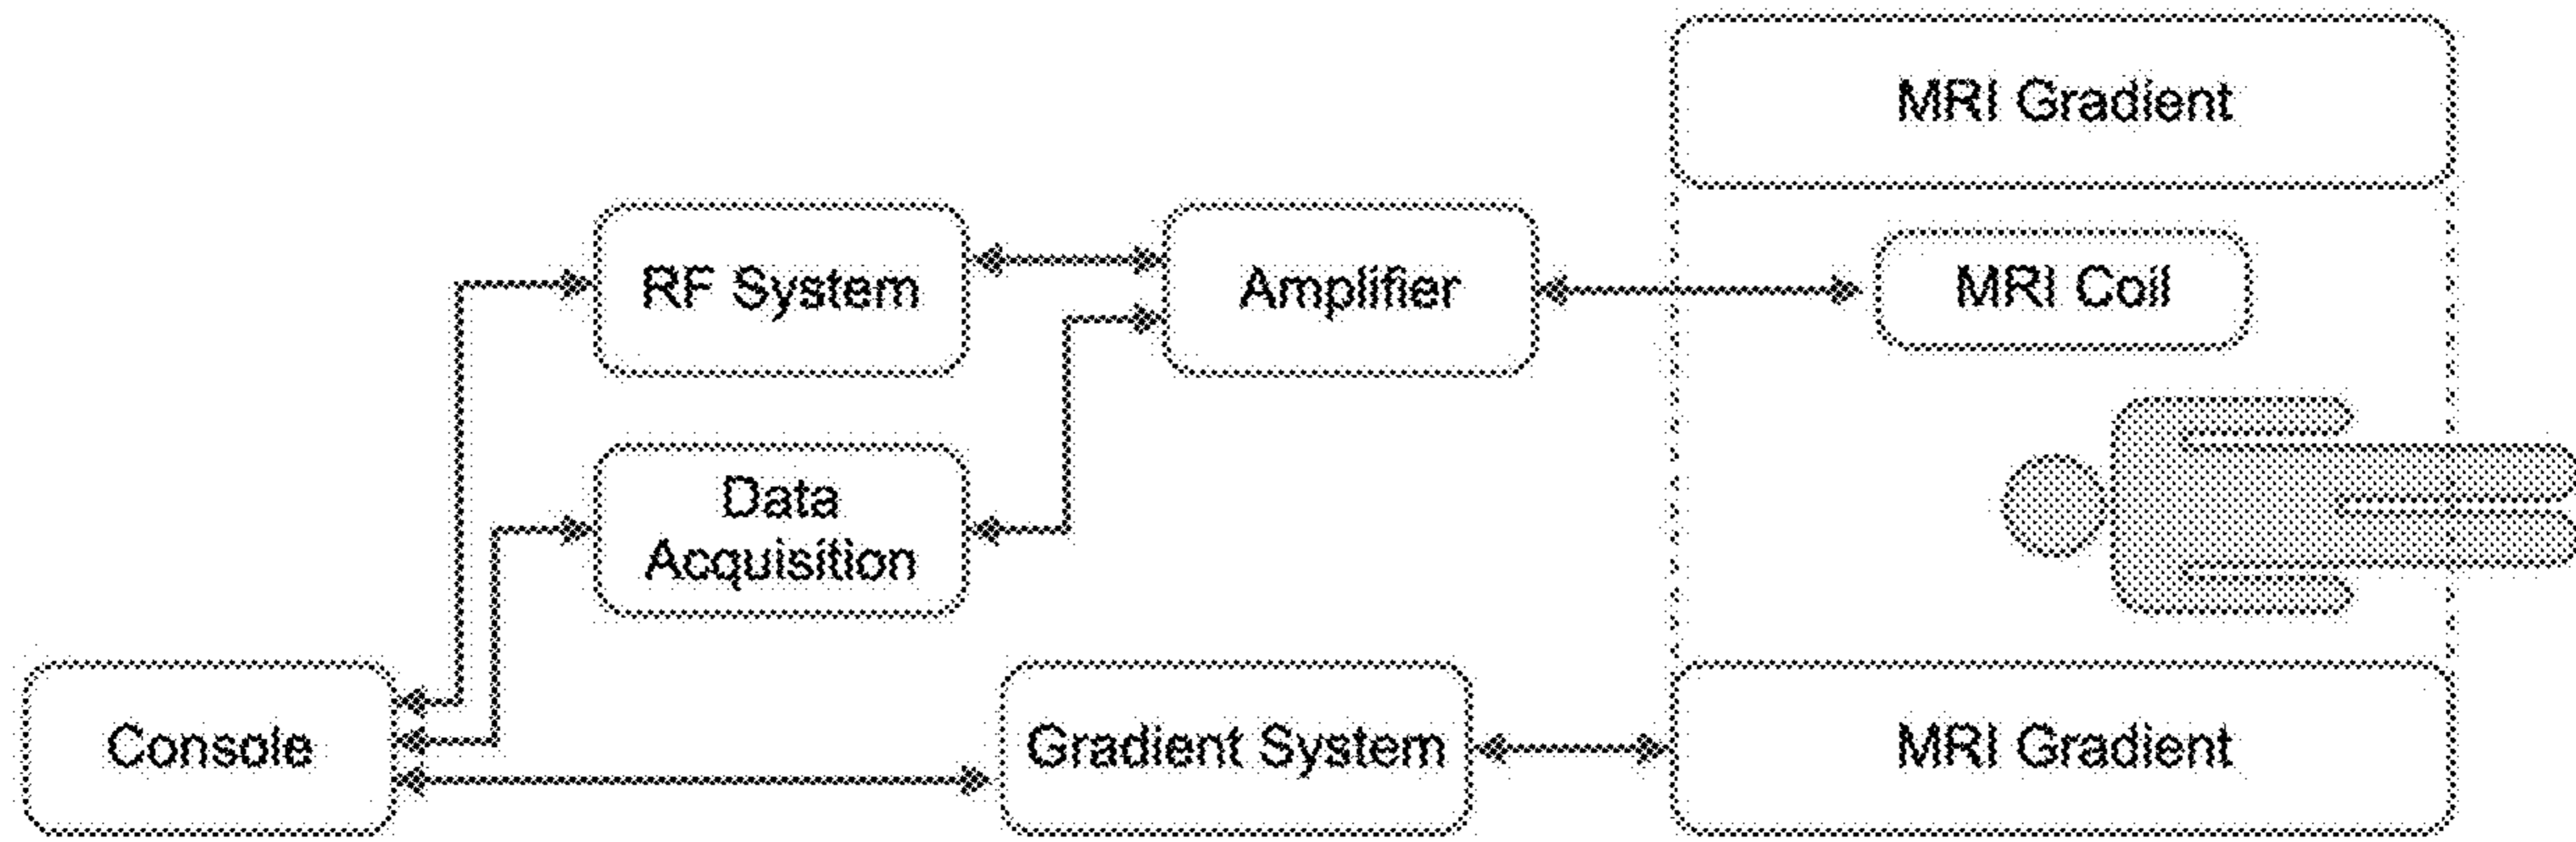 MRI Gradient
RF System
Amplifier
MRI Coil
Data
Acquisition
Console
Gradient System
MRI Gradient